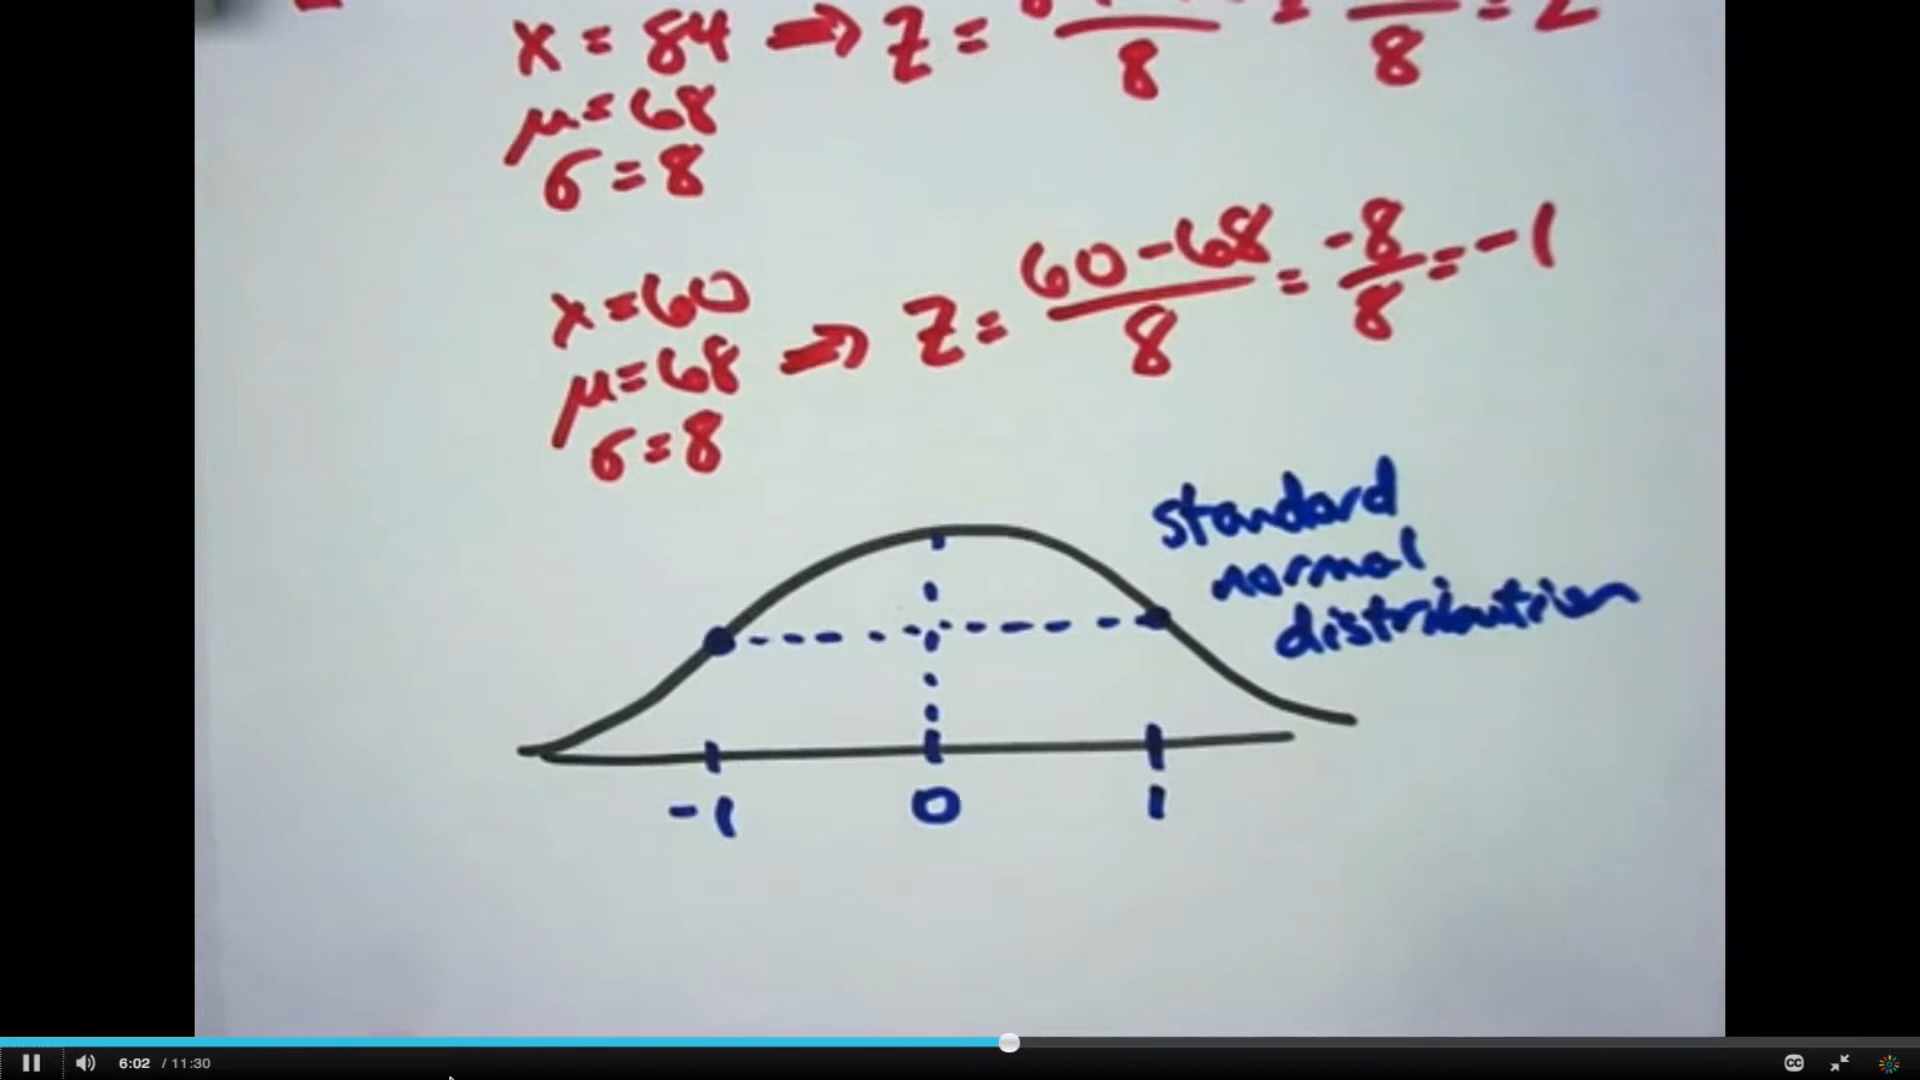 x = 84 ⇒ z = 8 = 8 = 2
μ=68
σ=8
x=60
μ=68 ⇒ z = 60-68/8 = -8/8 = -1
σ=8
standard
normal
distribution
-1 0 1
6:02 / 11:30
CC